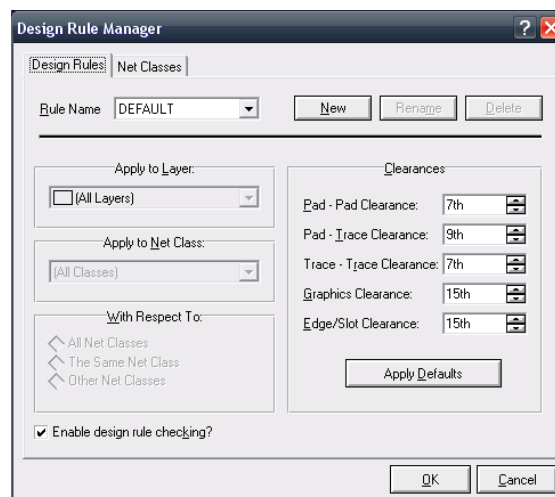 Design Rule Manager
Design Rules Net Classes
Rule Name DEFAULT New Rename Delete
Apply to Layer:
(All Layers)
Apply to Net Class:
(All Classes)
With Respect To:
All Net Classes
The Same Net Class
Other Net Classes
Enable design rule checking?
Clearances
Pad - Pad Clearance: 7th
Pad - Trace Clearance: 9th
Trace - Trace Clearance: 7th
Graphics Clearance: 15th
Edge/Slot Clearance: 15th
Apply Defaults
OK Cancel